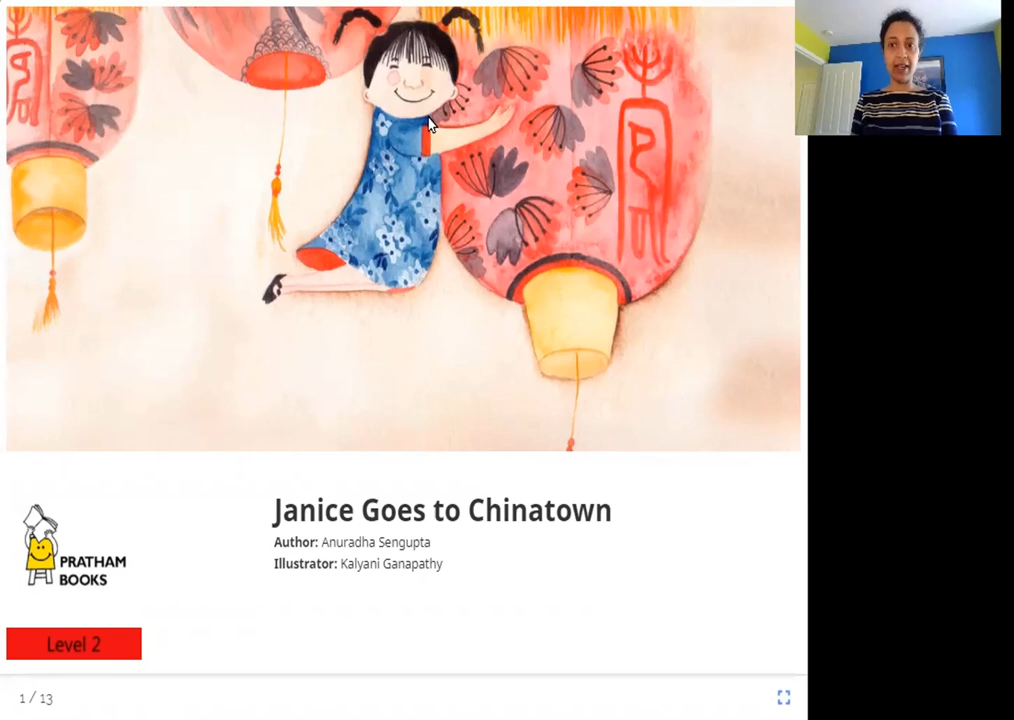 Janice Goes to Chinatown
Author: Anuradha Sengupta
Illustrator: Kalyani Ganapathy
PRATHAM
BOOKS
Level 2
1 / 13